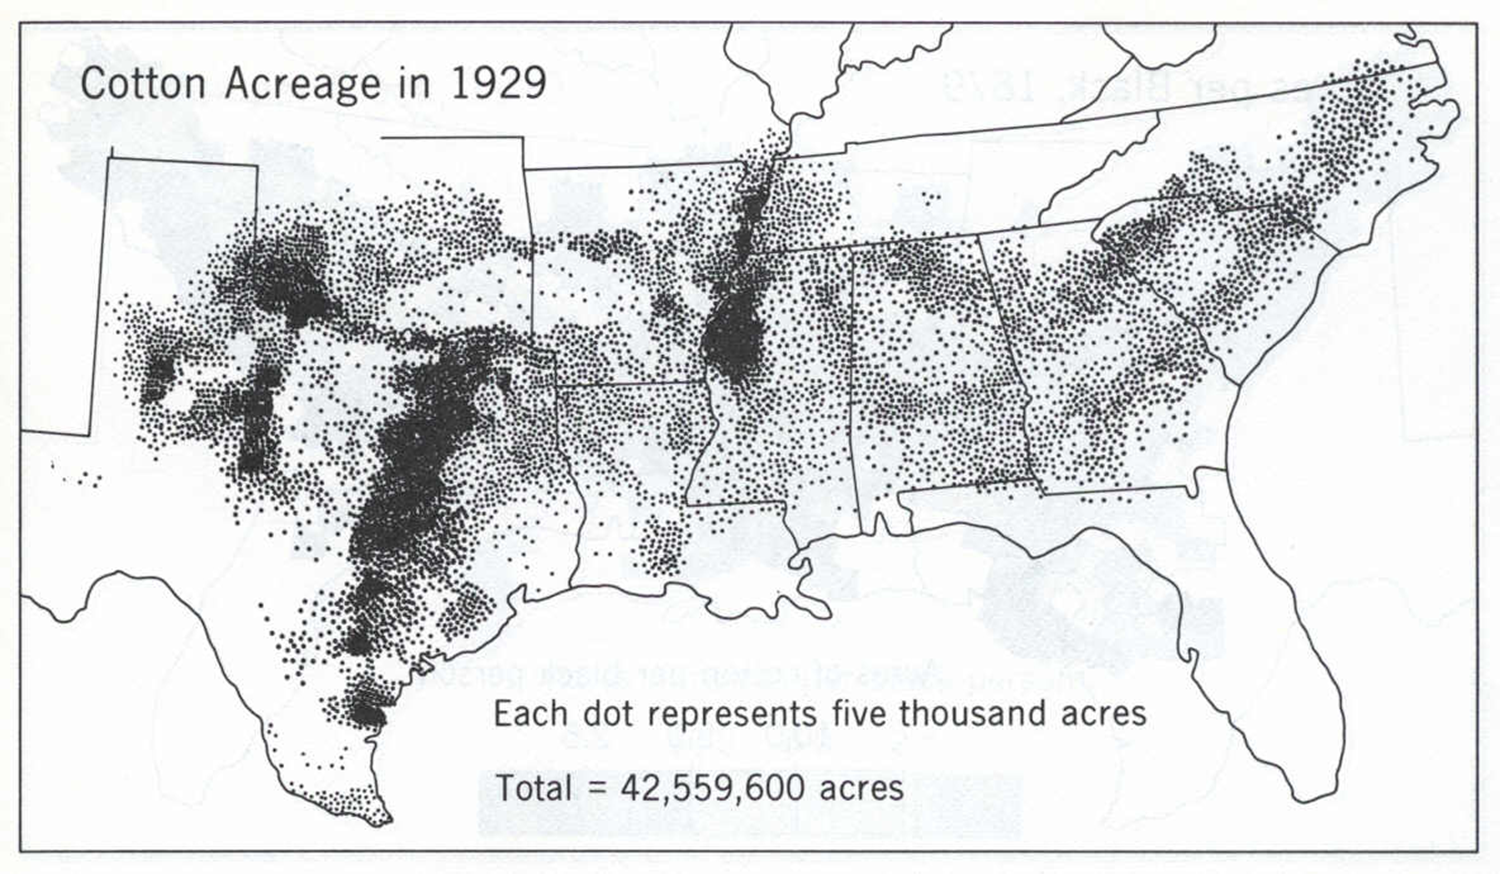 Cotton Acreage in 1929
Each dot represents five thousand acres
Total = 42,559,600 acres